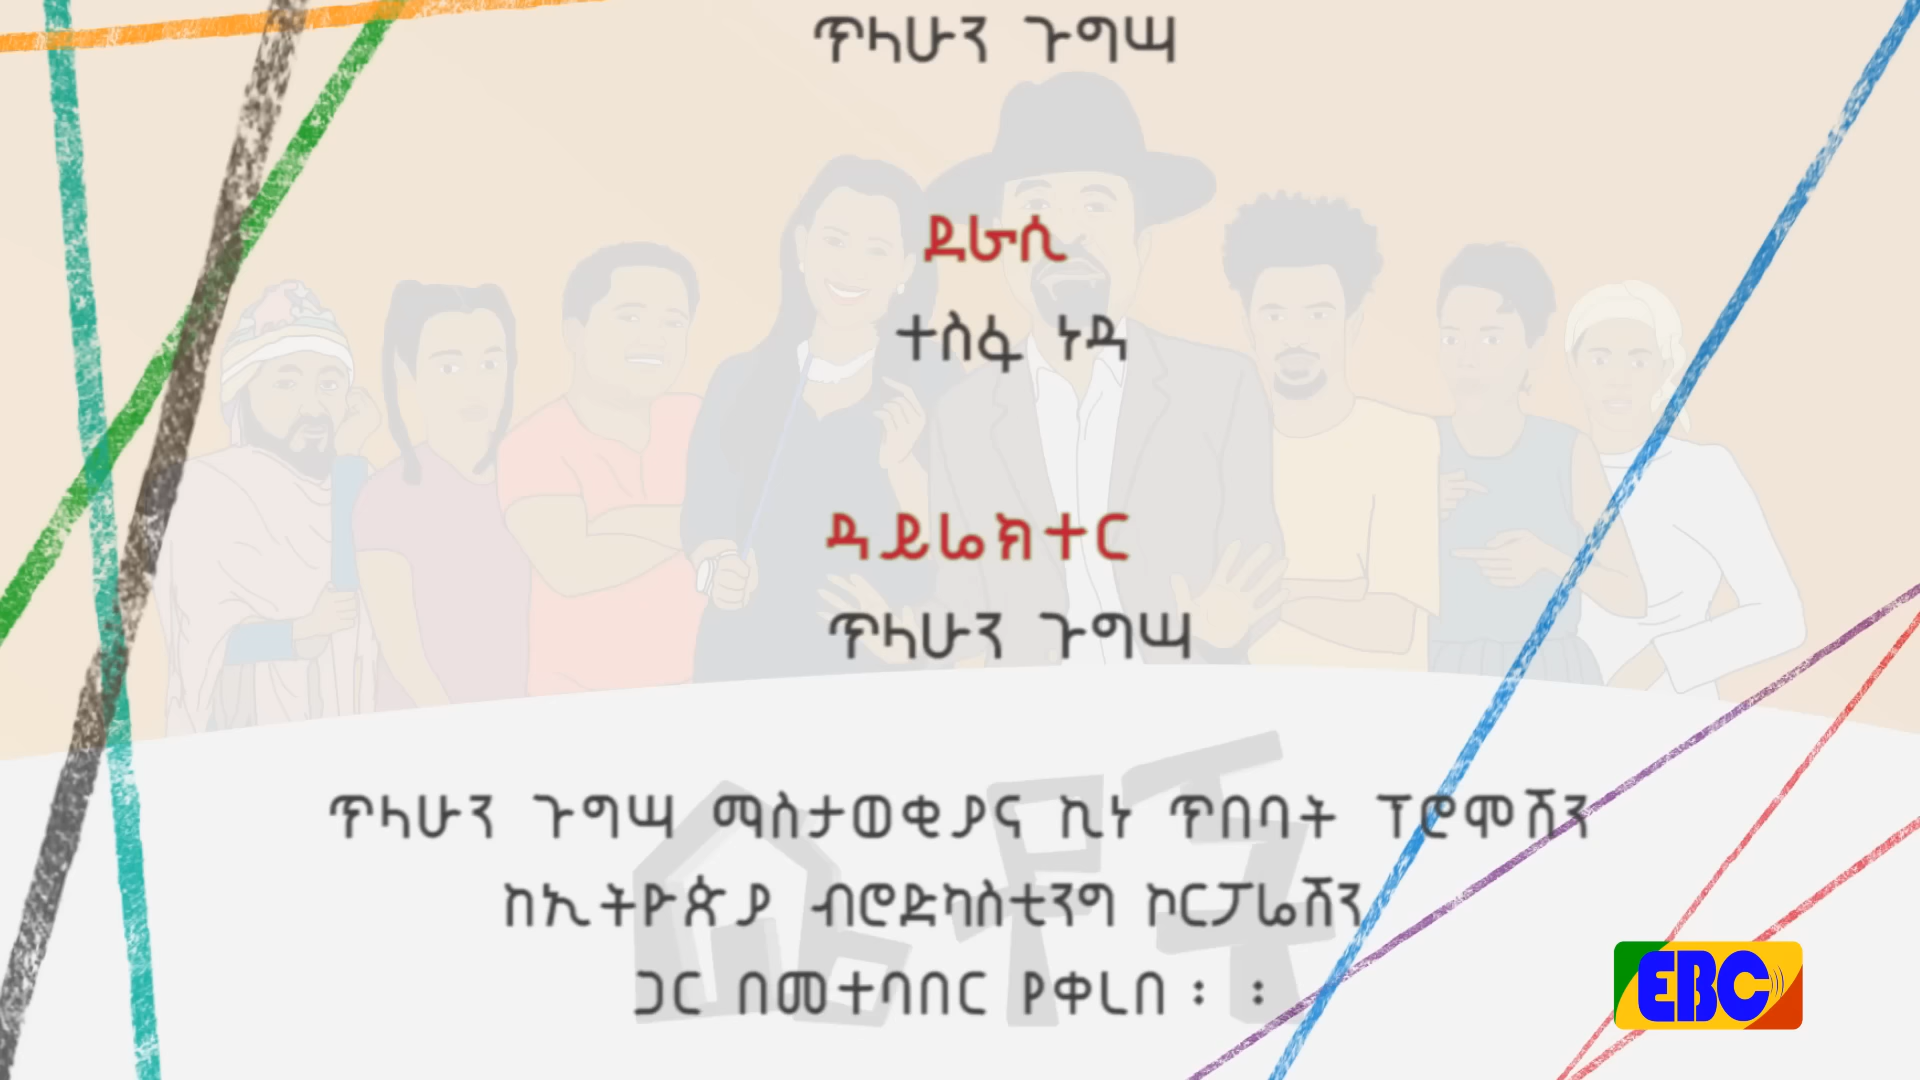 ጥላሁን ጉግሣ
ደራሲ
ተስፋ ነዳ
ዳይሬክተር
ጥላሁን ጉግሣ
ጥላሁን ጉግሣ ማስታወቂያና ኪነ ጥበባት ፕሮሞሽን
ከኢትዮጵያ ብሮድካስቲንግ ኮርፓሬሽን
ጋር በመተባበር የቀረበ፡፡
EBC